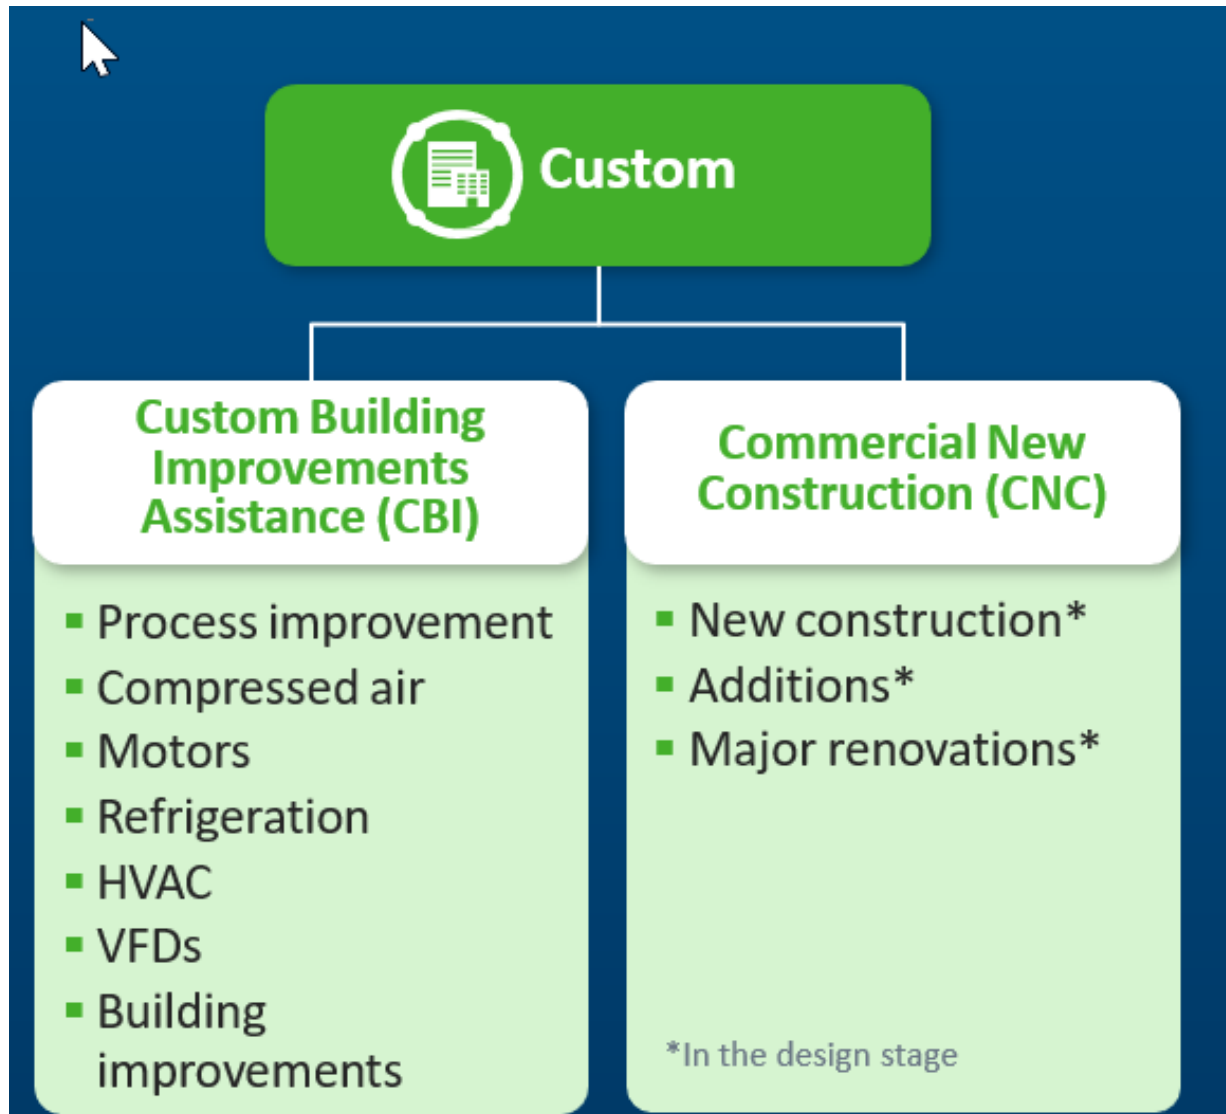 Custom
Custom Building
Improvements
Assistance (CBI)
▪ Process improvement
▪ Compressed air
▪ Motors
▪ Refrigeration
▪ HVAC
▪ VFDs
▪ Building
improvements
Commercial New
Construction (CNC)
▪ New construction*
▪ Additions*
▪ Major renovations*
*In the design stage